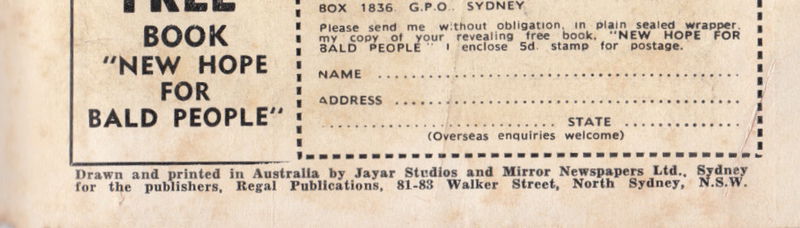 FREE
BOOK
"NEW HOPE
FOR
BALD PEOPLE"
BOX 1836. G.P.O.. SYDNEY
Please send me without obligation, in plain sealed wrapper,
my copy of your revealing free book, "NEW HOPE FOR
BALD PEOPLE" I enclose 5d. stamp for postage.
NAME
ADDRESS
STATE
(Overseas enquiries welcome)
Drawn and printed in Australia by Jayar Studios and Mirror Newspapers Ltd., Sydney
for the publishers, Regal Publications, 81-83 Walker Street, North Sydney, N.S.W.